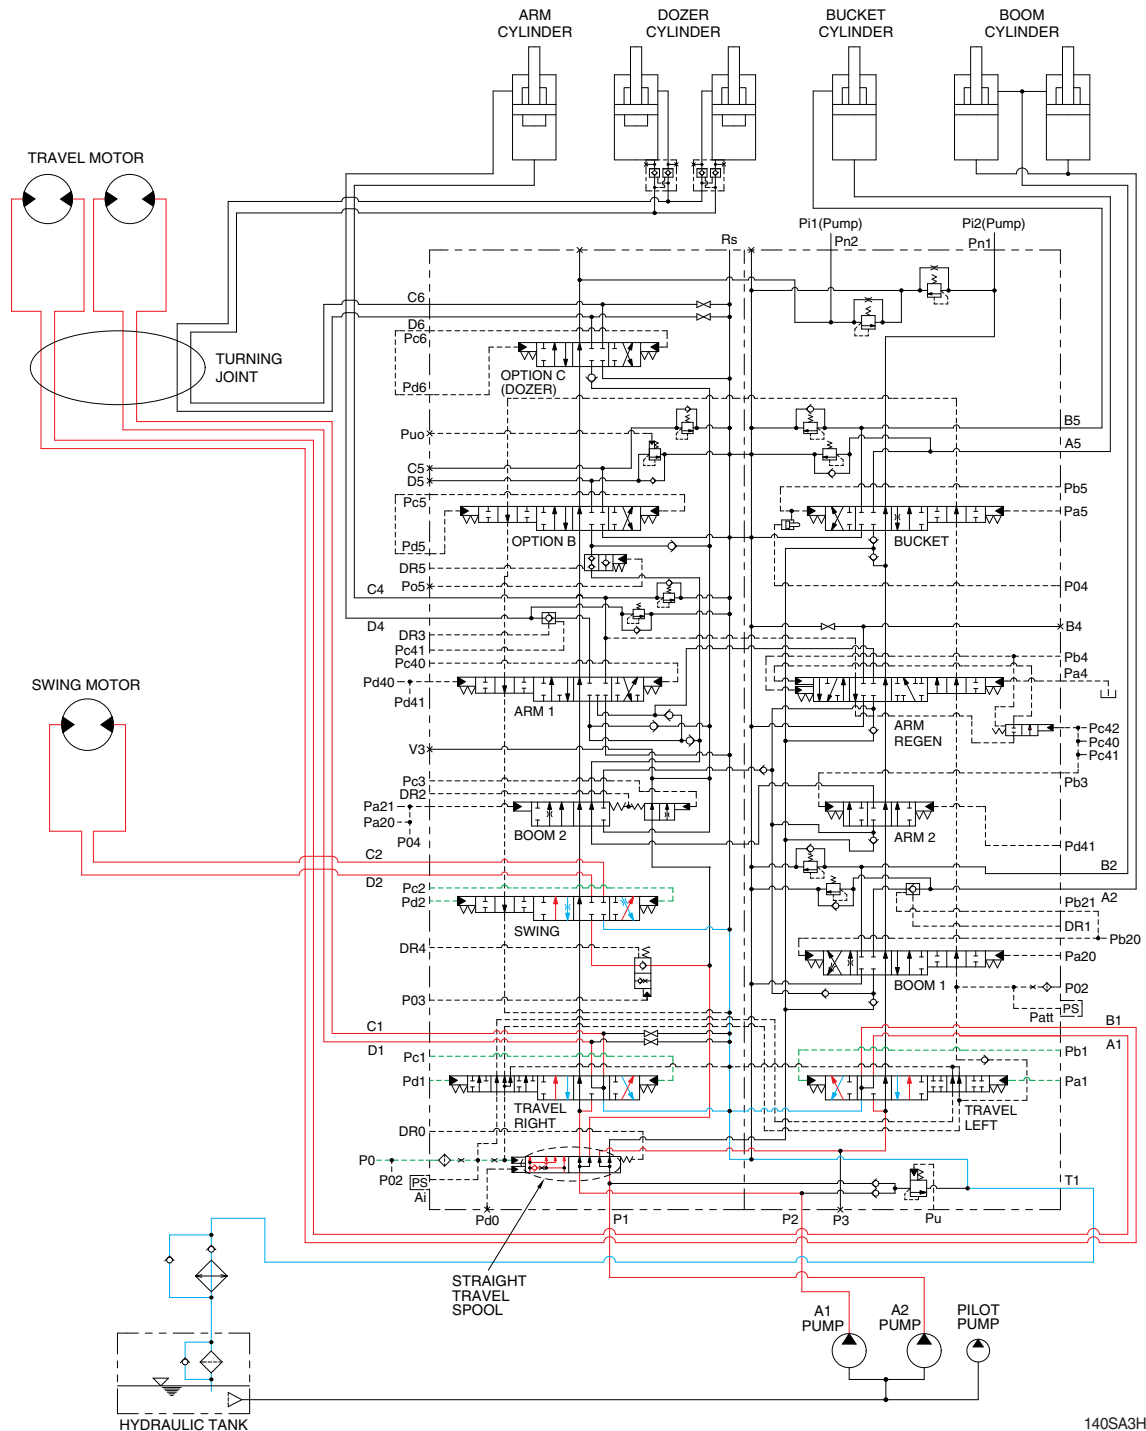 ARM
CYLINDER
DOZER
CYLINDER
BUCKET
CYLINDER
BOOM
CYLINDER
TRAVEL MOTOR
TURNING
JOINT
Pi1(Pump)
Pi2(Pump)
Rs
Pn2
Pn1
C6
D6
Pc6
Pd6
OPTION C
(DOZER)
Puo
C5
D5
Pc5
Pd5
OPTION B
DR5
Po5
B5
A5
Pb5
Pa5
BUCKET
P04
C4
D4
DR3
Pc41
Pc40
Pd40
Pd41
ARM 1
B4
Pb4
Pa4
ARM
REGEN
Pc42
Pc40
Pc41
Pb3
SWING MOTOR
V3
Pc3
DR2
Pa21
Pa20
P04
BOOM 2
ARM 2
Pd41
C2
D2
Pc2
Pd2
SWING
B2
A2
Pb21
DR1
Pb20
Pa20
BOOM 1
P02
PS
Patt
DR4
P03
C1
D1
Pc1
Pd1
TRAVEL
RIGHT
B1
A1
Pb1
Pa1
TRAVEL
LEFT
DR0
P0
P02
PS
Ai
Pd0
P1
P2
P3
Pu
T1
STRAIGHT
TRAVEL
SPOOL
A1
PUMP
A2
PUMP
PILOT
PUMP
HYDRAULIC TANK
140SA3H